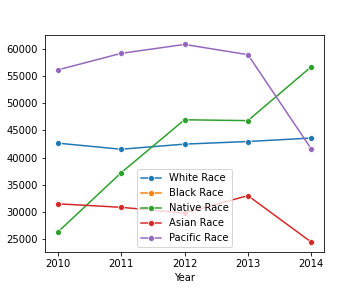 60000
55000
50000
45000
40000
35000
30000
25000
White Race
Black Race
Native Race
Asian Race
Pacific Race
2010 2011 2012 2013 2014
Year